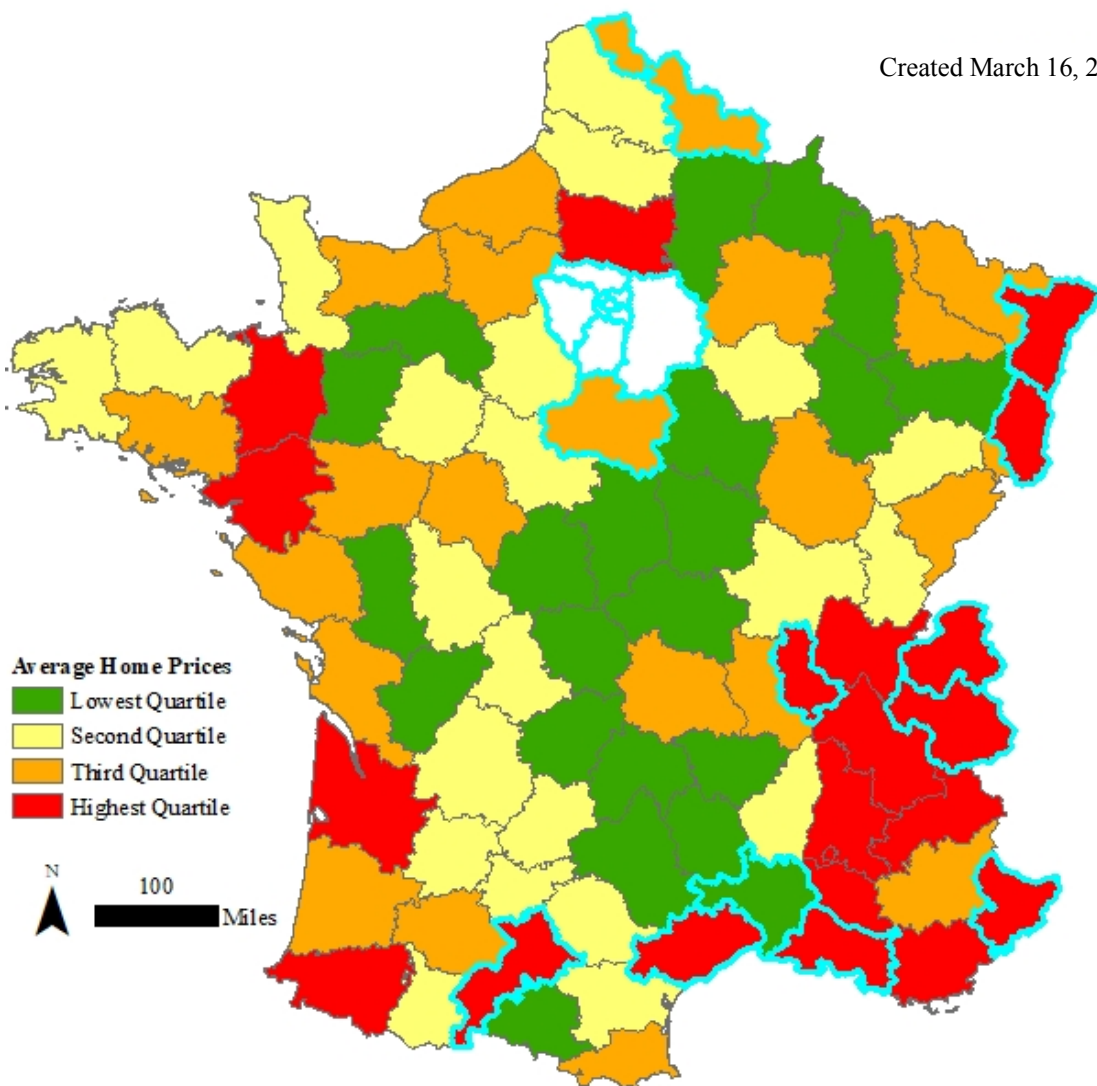 Created March 16, 2
Average Home Prices
Lowest Quartile
Second Quartile
Third Quartile
Highest Quartile
N
100
Miles